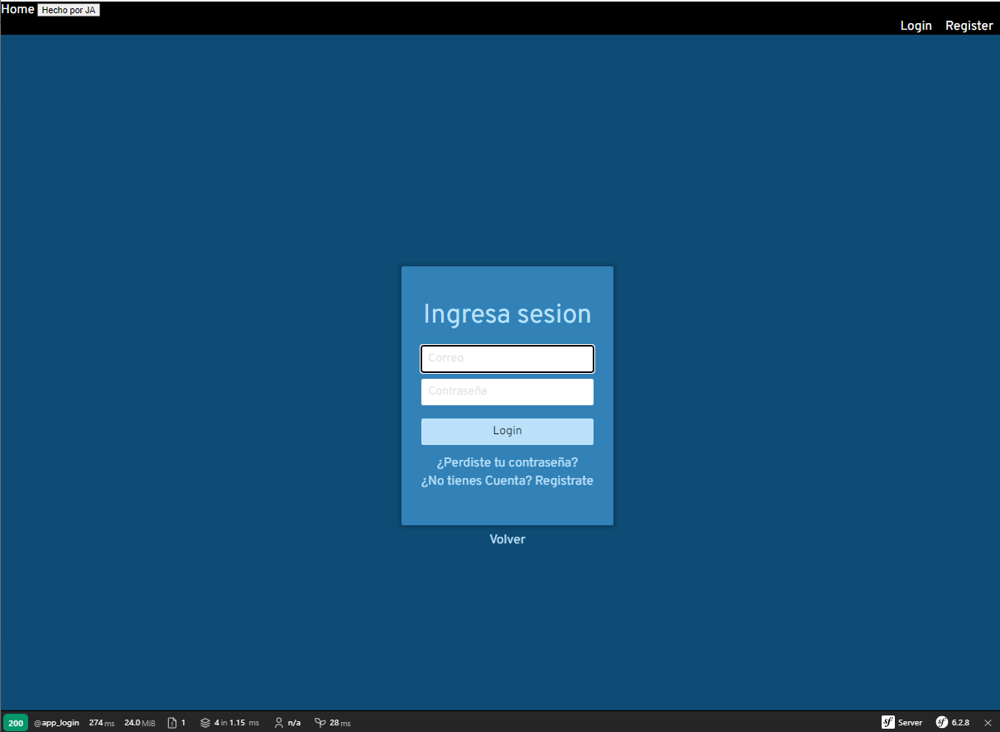 Home Hecho por JA
Login Register
Ingresa sesion
Correo
Contraseña
Login
¿Perdiste tu contraseña?
¿No tienes Cuenta? Registrate
Volver
200 @app_login 274 ms 24.0 MiB 1 4 in 1.15 ms n/a 28 ms sf Server sf 6.2.8